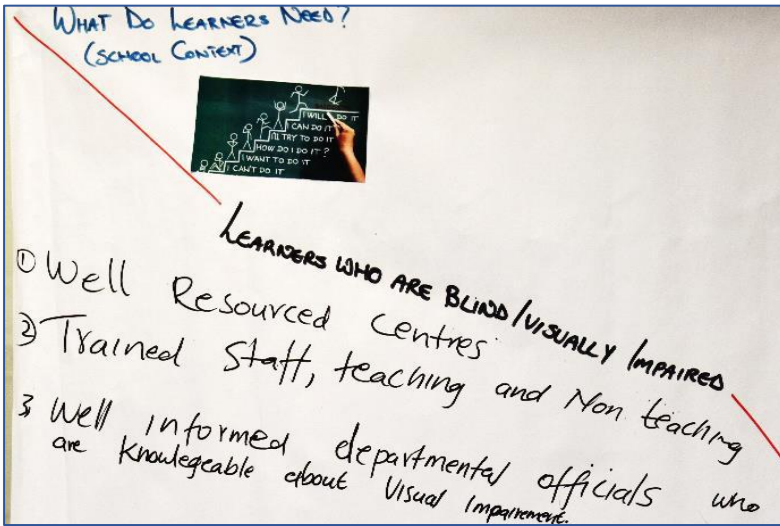 WHAT DO LEARNERS NEED?
(SCHOOL CONTEXT)
I WILL DO IT
I CAN DO IT
I'LL TRY TO DO IT
HOW DO I DO IT?
I WANT TO DO IT
I CAN'T DO IT
LEARNERS WHO ARE BLIND/VISUALLY IMPAIRED
① Well Resourced Centres
② Trained Staff, teaching and Non teaching
3, Well informed departmental officials who
are Knowlegeable about Visual Impairement.